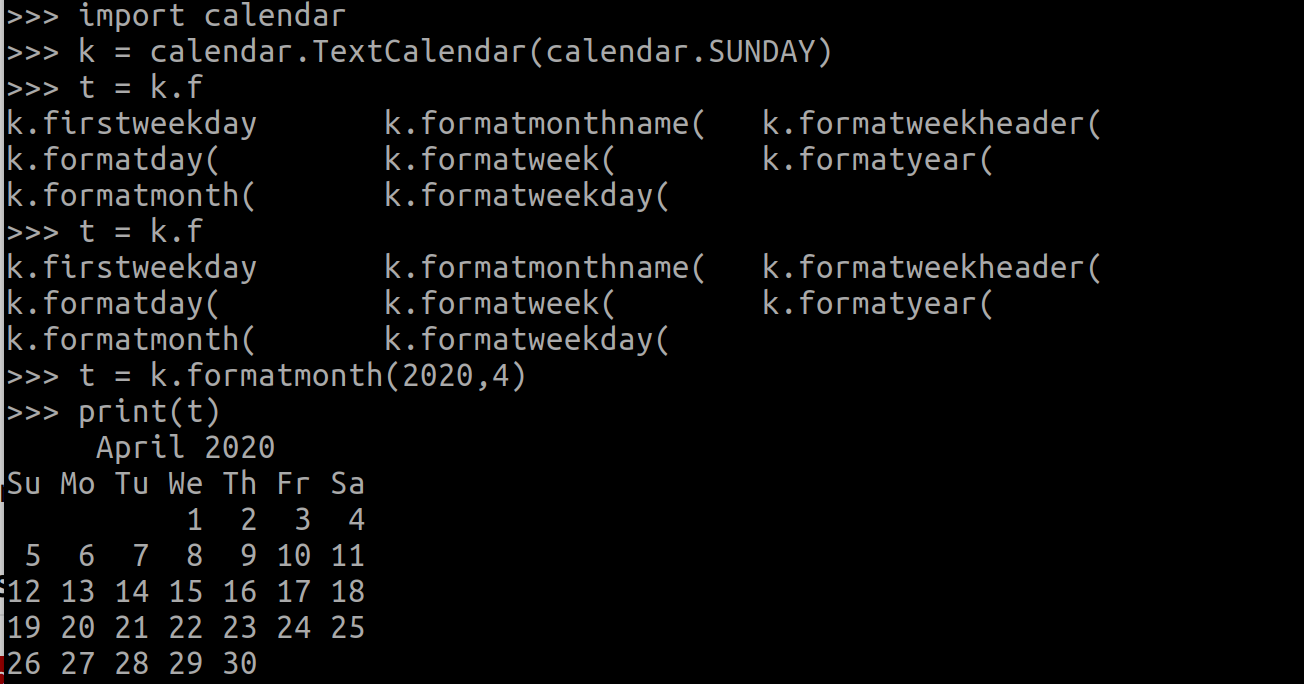 >>> import calendar
>>> k = calendar.TextCalendar(calendar.SUNDAY)
>>> t = k.f
k.firstweekday       k.formatmonthname(   k.formatweekheader(
k.formatday(         k.formatweek(        k.formatyear(
k.formatmonth(       k.formatweekday(
>>> t = k.f
k.firstweekday       k.formatmonthname(   k.formatweekheader(
k.formatday(         k.formatweek(        k.formatyear(
k.formatmonth(       k.formatweekday(
>>> t = k.formatmonth(2020,4)
>>> print(t)
     April 2020
Su Mo Tu We Th Fr Sa
          1  2  3  4
 5  6  7  8  9 10 11
12 13 14 15 16 17 18
19 20 21 22 23 24 25
26 27 28 29 30